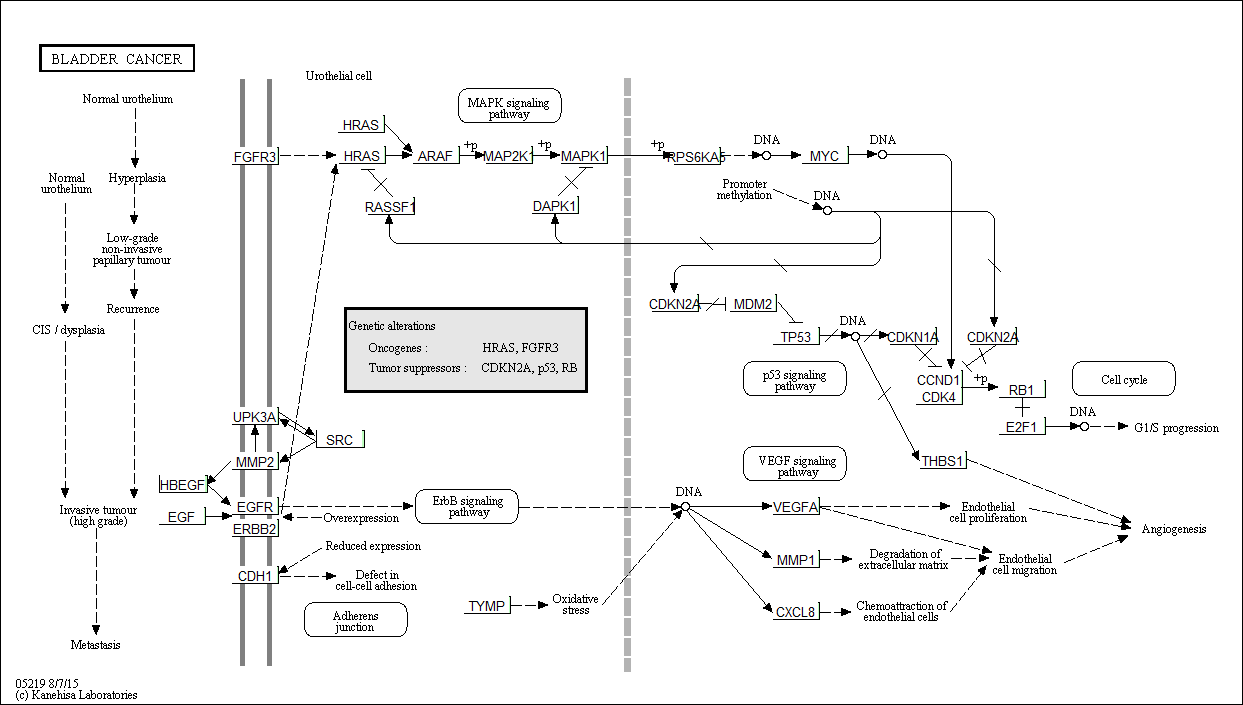 BLADDER CANCER
Urothelial cell
Normal urothelium
MAPK signaling
pathway
HRAS
DNA
DNA
FGFR3
HRAS
ARAF
+p
MAP2K1
+p
MAPK1
+p
RPS6KA5
MYC
Normal
urothelium
Hyperplasia
Promoter
methylation
DNA
RASSF1
DAPK1
Low-grade
non-invasive
papillary tumour
Recurrence
CDKN2A
MDM2
CIS / dysplasia
Genetic alterations
Oncogenes :
HRAS, FGFR3
Tumor suppressors :
CDKN2A, p53, RB
DNA
TP53
CDKN1A
CDKN2A
p53 signaling
pathway
CCND1
CDK4
+p
RB1
Cell cycle
UPK3A
SRC
E2F1
DNA
G1/S progression
MMP2
VEGF signaling
pathway
THBS1
HBEGF
DNA
Invasive tumour
(high grade)
EGF
EGFR
ERBB2
Overexpression
ErbB signaling
pathway
VEGFA
Endothelial
cell proliferation
Angiogenesis
Reduced expression
CDH1
Defect in
cell-cell adhesion
MMP1
Degradation of
extracellular matrix
Endothelial
cell migration
TYMP
Oxidative
stress
CXCL8
Chemoattraction of
endothelial cells
Adherens
junction
Metastasis
05219 8/7/15
(c) Kanehisa Laboratories